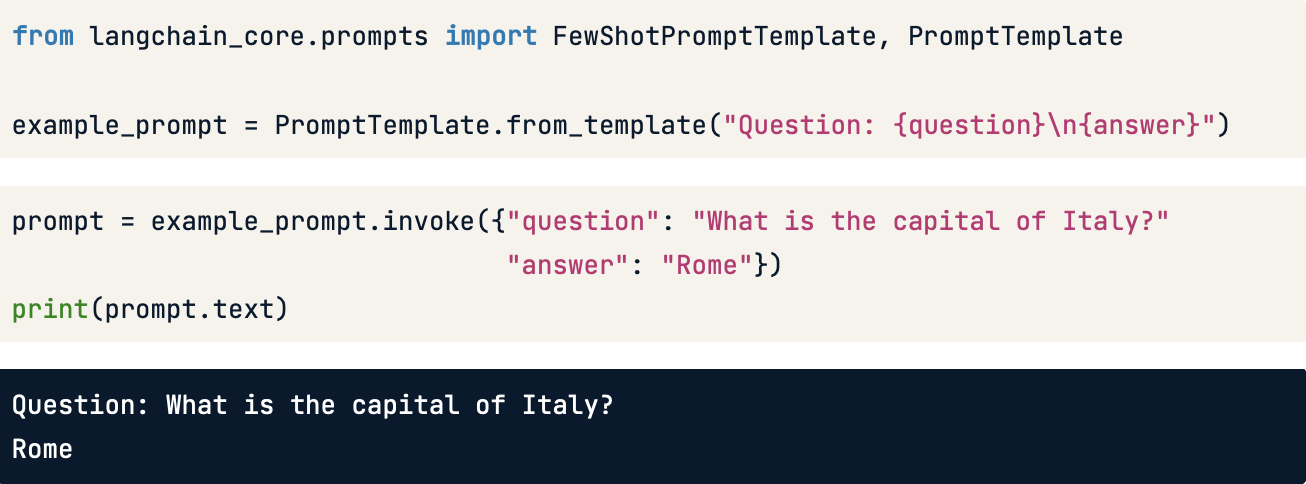 from langchain_core.prompts import FewShotPromptTemplate, PromptTemplate
example_prompt = PromptTemplate.from_template("Question: {question}\n{answer}")
prompt = example_prompt.invoke({"question": "What is the capital of Italy?"
"answer": "Rome"})
print(prompt.text)
Question: What is the capital of Italy?
Rome